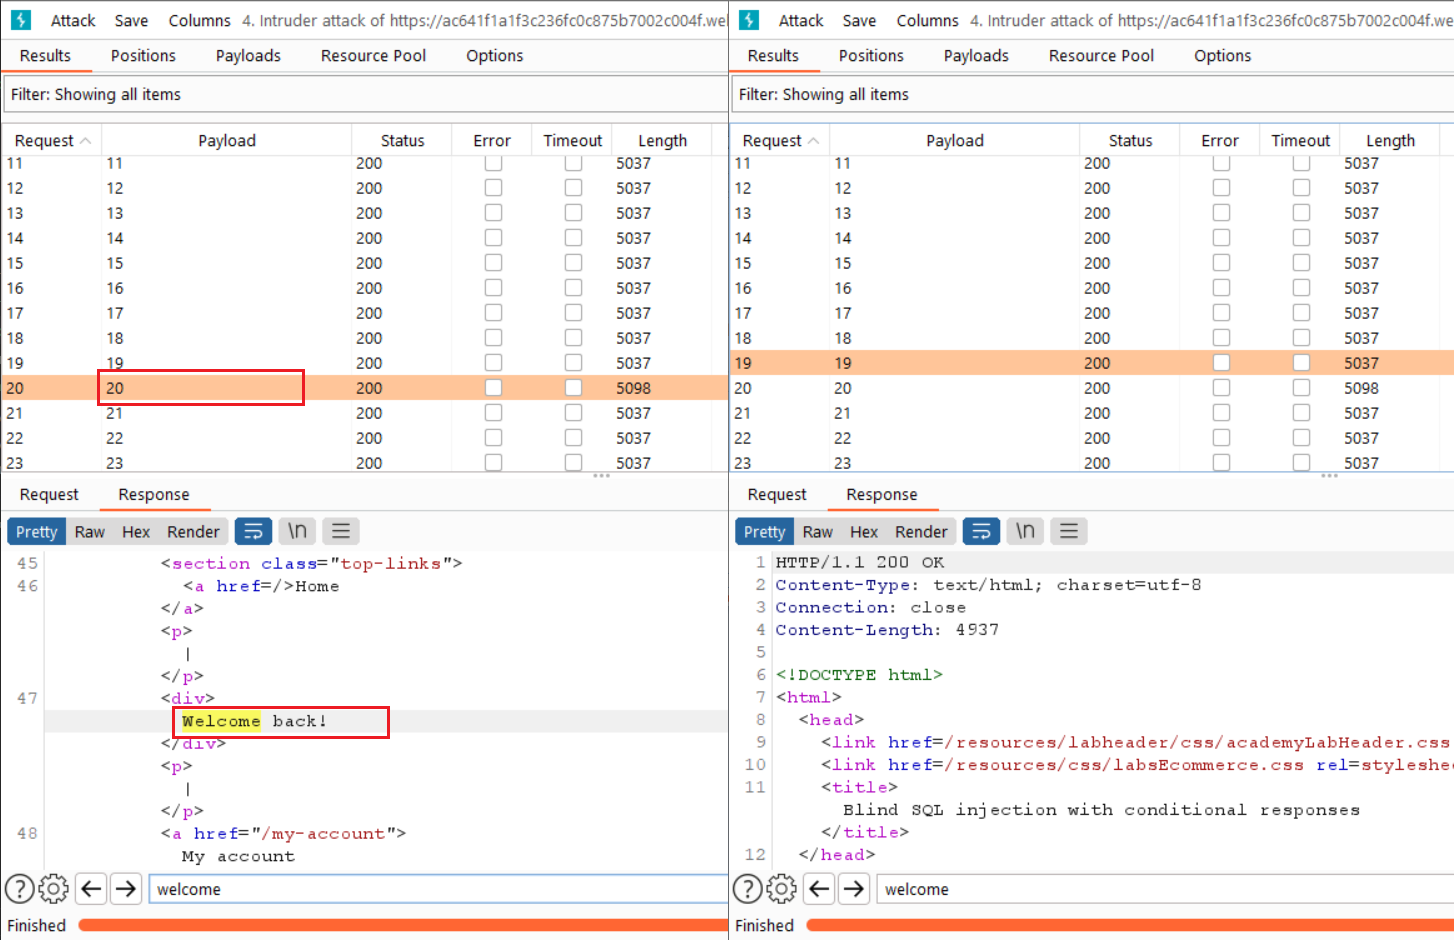 Attack Save Columns 4. Intruder attack of https://ac641f1a1f3c236fc0c875b7002c004f.wel
Results Positions Payloads Resource Pool Options
Filter: Showing all items
Request Payload Status Error Timeout Length
11 11 200 5037
12 12 200 5037
13 13 200 5037
14 14 200 5037
15 15 200 5037
16 16 200 5037
17 17 200 5037
18 18 200 5037
19 19 200 5037
20 20 200 5098
21 21 200 5037
22 22 200 5037
23 23 200 5037
Request Response
Pretty Raw Hex Render \n
45 <section class="top-links">
46 <a href=/>Home
</a>
<p>
|
</p>
47 <div>
Welcome back!
</div>
<p>
|
</p>
48 <a href="/my-account">
My account
? welcome
Finished
Attack Save Columns 4. Intruder attack of https://ac641f1a1f3c236fc0c875b7002c004f.we
Results Positions Payloads Resource Pool Options
Filter: Showing all items
Request Payload Status Error Timeout Length
11 11 200 5037
12 12 200 5037
13 13 200 5037
14 14 200 5037
15 15 200 5037
16 16 200 5037
17 17 200 5037
18 18 200 5037
19 19 200 5037
20 20 200 5098
21 21 200 5037
22 22 200 5037
23 23 200 5037
Request Response
Pretty Raw Hex Render \n
1 HTTP/1.1 200 OK
2 Content-Type: text/html; charset=utf-8
3 Connection: close
4 Content-Length: 4937
5
6 <!DOCTYPE html>
7 <html>
8 <head>
9 <link href=/resources/labheader/css/academyLabHeader.css
10 <link href=/resources/css/labsEcommerce.css rel=styleshe
11 <title>
Blind SQL injection with conditional responses
</title>
12 </head>
? welcome
Finished